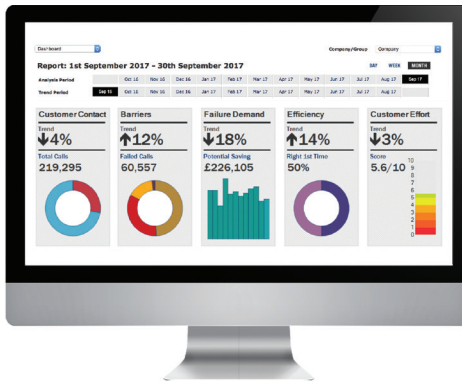 Dashboard
Company/Group
Company
Report: 1st September 2017 - 30th September 2017
DAY WEEK MONTH
Analysis Period
Oct 16 Nov 16 Dec 16 Jan 17 Feb 17 Mar 17 Apr 17 May 17 Jun 17 Jul 17 Aug 17 Sep 17
Trend Period
Sep 16 Oct 16 Nov 16 Dec 16 Jan 17 Feb 17 Mar 17 Apr 17 May 17 Jun 17 Jul 17 Aug 17
Customer Contact
Trend
↓4%
Total Calls
219,295
Barriers
Trend
↑12%
Failed Calls
60,557
Failure Demand
Trend
↓18%
Potential Saving
£226,105
Efficiency
Trend
↑14%
Right 1st Time
50%
Customer Effort
Trend
↓3%
Score
5.6/10
10
9
8
7
6
5
4
3
2
1
0